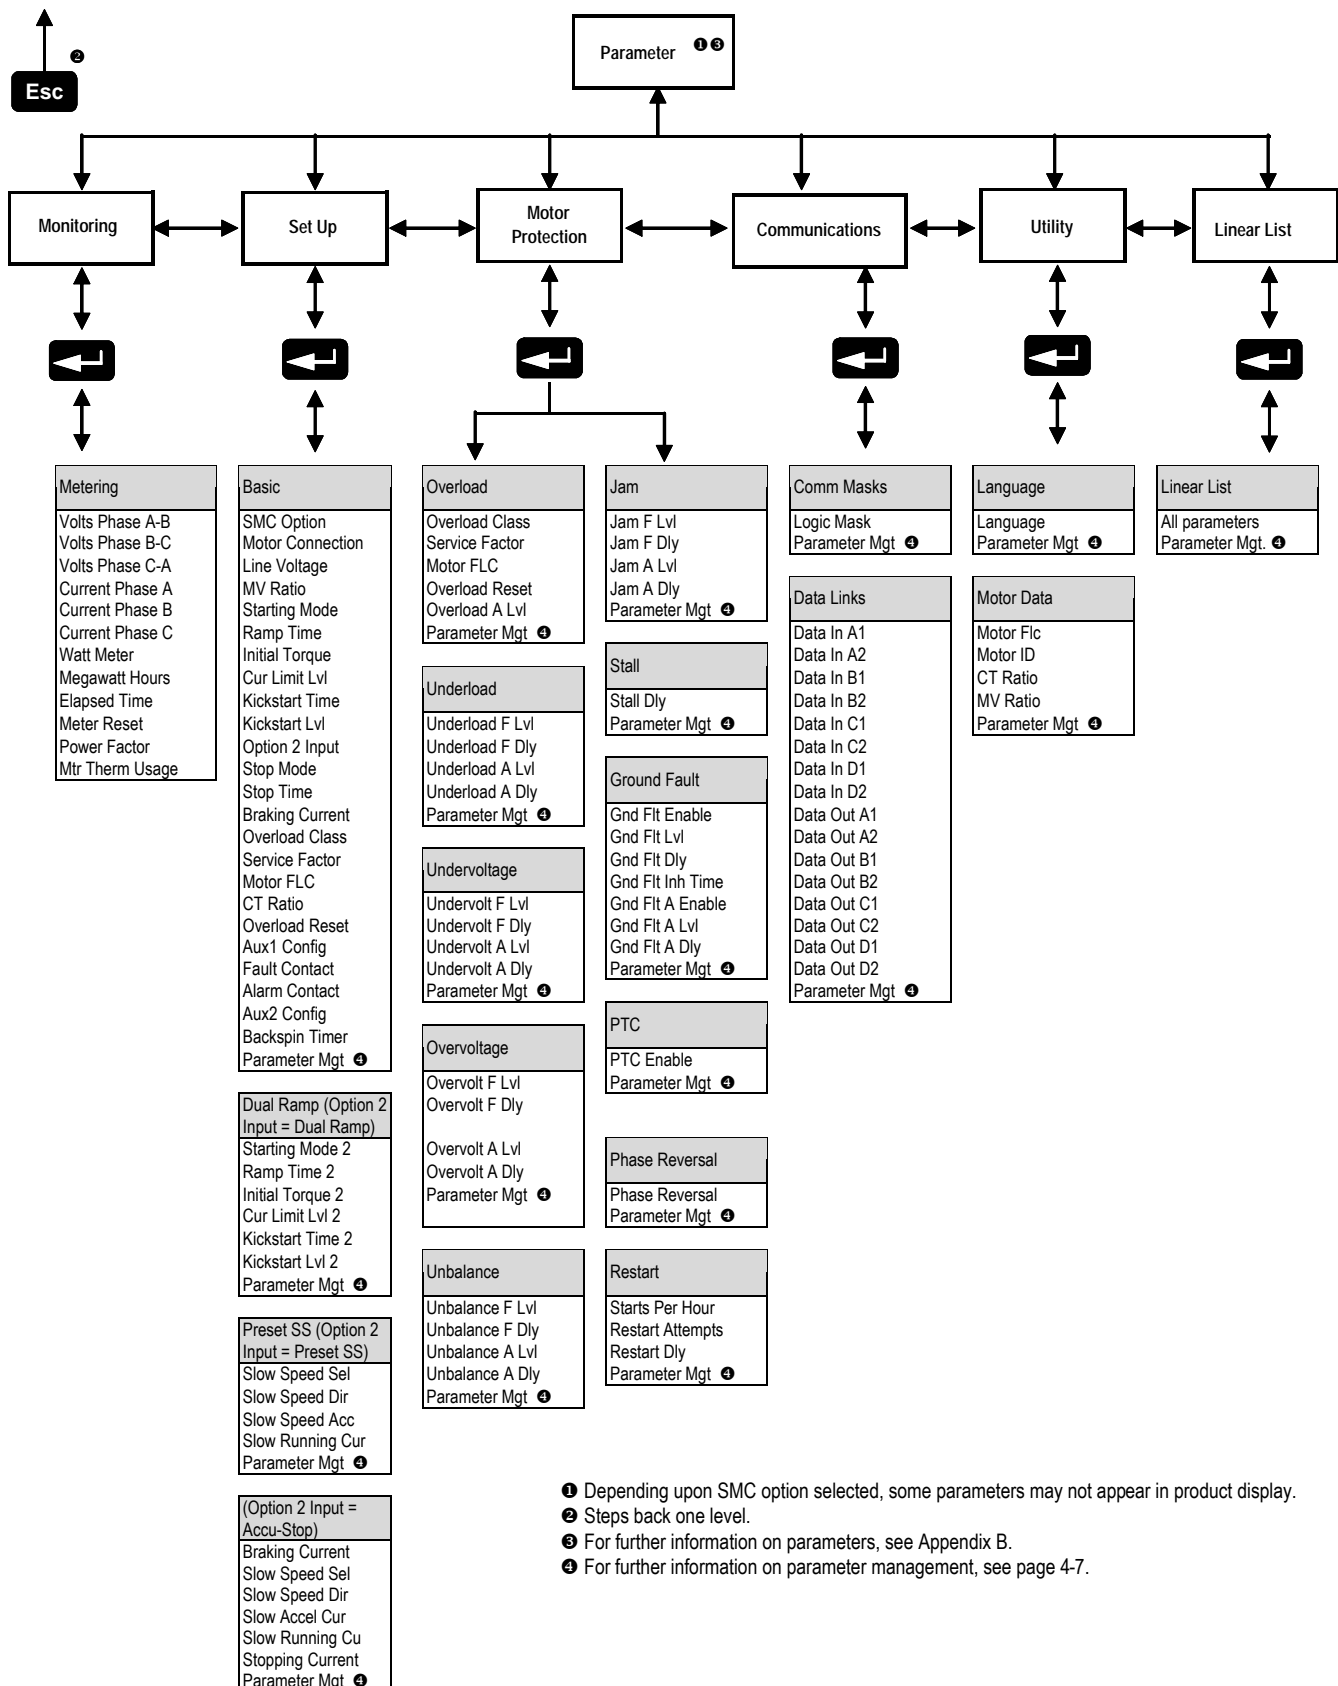 ❷
Esc
Parameter ❶❸
Monitoring
Set Up
Motor
Protection
Communications
Utility
Linear List
Metering
Volts Phase A-B
Volts Phase B-C
Volts Phase C-A
Current Phase A
Current Phase B
Current Phase C
Watt Meter
Megawatt Hours
Elapsed Time
Meter Reset
Power Factor
Mtr Therm Usage
Basic
SMC Option
Motor Connection
Line Voltage
MV Ratio
Starting Mode
Ramp Time
Initial Torque
Cur Limit Lvl
Kickstart Time
Kickstart Lvl
Option 2 Input
Stop Mode
Stop Time
Braking Current
Overload Class
Service Factor
Motor FLC
CT Ratio
Overload Reset
Aux1 Config
Fault Contact
Alarm Contact
Aux2 Config
Backspin Timer
Parameter Mgt ❹
Dual Ramp (Option 2
Input = Dual Ramp)
Starting Mode 2
Ramp Time 2
Initial Torque 2
Cur Limit Lvl 2
Kickstart Time 2
Kickstart Lvl 2
Parameter Mgt ❹
Preset SS (Option 2
Input = Preset SS)
Slow Speed Sel
Slow Speed Dir
Slow Speed Acc
Slow Running Cur
Parameter Mgt ❹
(Option 2 Input =
Accu-Stop)
Braking Current
Slow Speed Sel
Slow Speed Dir
Slow Accel Cur
Slow Running Cu
Stopping Current
Parameter Mgt ❹
Overload
Overload Class
Service Factor
Motor FLC
Overload Reset
Overload A Lvl
Parameter Mgt ❹
Underload
Underload F Lvl
Underload F Dly
Underload A Lvl
Underload A Dly
Parameter Mgt ❹
Undervoltage
Undervolt F Lvl
Undervolt F Dly
Undervolt A Lvl
Undervolt A Dly
Parameter Mgt ❹
Overvoltage
Overvolt F Lvl
Overvolt F Dly
Overvolt A Lvl
Overvolt A Dly
Parameter Mgt ❹
Unbalance
Unbalance F Lvl
Unbalance F Dly
Unbalance A Lvl
Unbalance A Dly
Parameter Mgt ❹
Jam
Jam F Lvl
Jam F Dly
Jam A Lvl
Jam A Dly
Parameter Mgt ❹
Stall
Stall Dly
Parameter Mgt ❹
Ground Fault
Gnd Flt Enable
Gnd Flt Lvl
Gnd Flt Dly
Gnd Flt Inh Time
Gnd Flt A Enable
Gnd Flt A Lvl
Gnd Flt A Dly
Parameter Mgt ❹
PTC
PTC Enable
Parameter Mgt ❹
Phase Reversal
Phase Reversal
Parameter Mgt ❹
Restart
Starts Per Hour
Restart Attempts
Restart Dly
Parameter Mgt ❹
Comm Masks
Logic Mask
Parameter Mgt ❹
Data Links
Data In A1
Data In A2
Data In B1
Data In B2
Data In C1
Data In C2
Data In D1
Data In D2
Data Out A1
Data Out A2
Data Out B1
Data Out B2
Data Out C1
Data Out C2
Data Out D1
Data Out D2
Parameter Mgt ❹
Language
Language
Parameter Mgt ❹
Motor Data
Motor Flc
Motor ID
CT Ratio
MV Ratio
Parameter Mgt ❹
Linear List
All parameters
Parameter Mgt. ❹
❶ Depending upon SMC option selected, some parameters may not appear in product display.
❷ Steps back one level.
❸ For further information on parameters, see Appendix B.
❹ For further information on parameter management, see page 4-7.